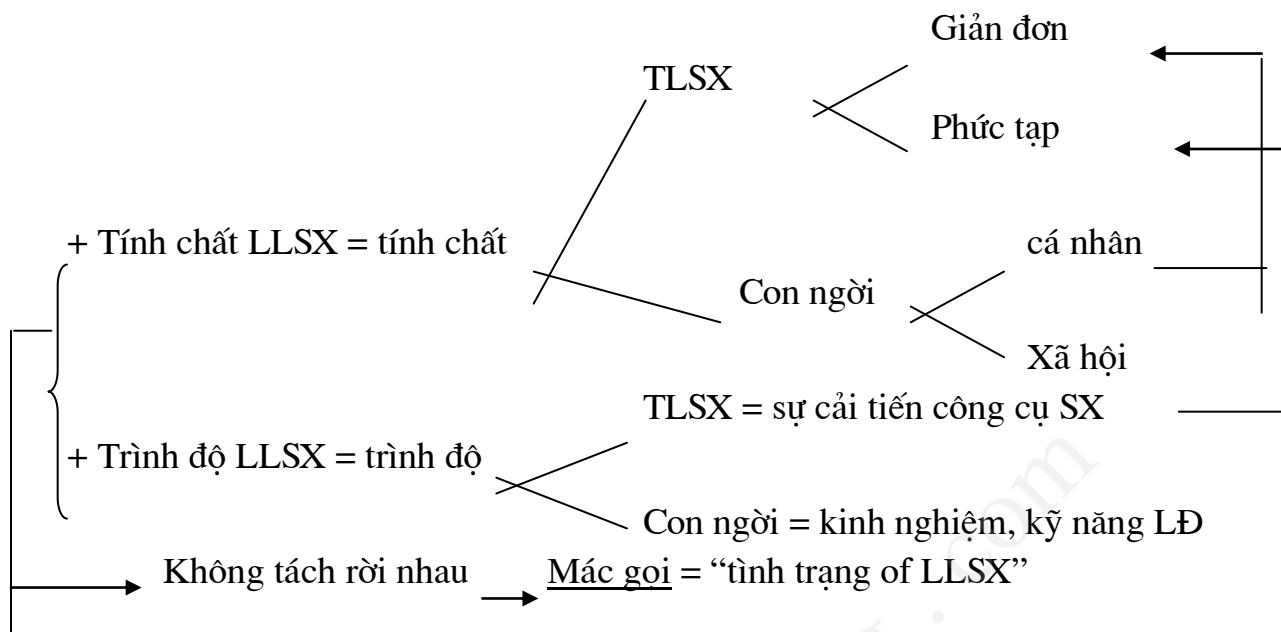 Giản đơn
TLSX
Phức tạp
+ Tính chất LLSX = tính chất
cá nhân
Con ngời
Xã hội
TLSX = sự cải tiến công cụ SX
+ Trình độ LLSX = trình độ
Con ngời = kinh nghiệm, kỹ năng LĐ
Không tách rời nhau
Mác gọi = “tình trạng of LLSX”
. com